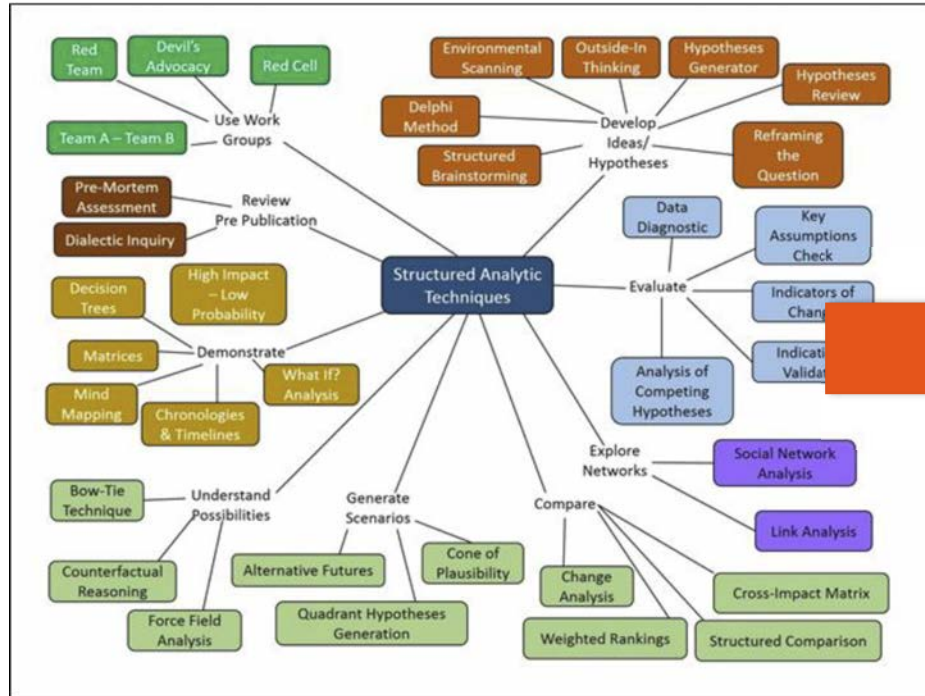 Red
Team
Devil's
Advocacy
Red Cell
Team A – Team B
Use Work
Groups
Environmental
Scanning
Outside-In
Thinking
Hypotheses
Generator
Hypotheses
Review
Delphi
Method
Develop
Ideas/
Hypotheses
Structured
Brainstorming
Reframing
the
Question
Pre-Mortem
Assessment
Dialectic Inquiry
Review
Pre Publication
Structured Analytic
Techniques
Data
Diagnostic
Key
Assumptions
Check
Evaluate
Indicators of
Analysis of
Competing
Hypotheses
Decision
Trees
High Impact
– Low
Probability
Matrices
Demonstrate
Mind
Mapping
What If?
Analysis
Chronologies
& Timelines
Explore
Networks
Social Network
Analysis
Link Analysis
Bow-Tie
Technique
Understand
Possibilities
Counterfactual
Reasoning
Force Field
Analysis
Generate
Scenarios
Alternative Futures
Cone of
Plausibility
Quadrant Hypotheses
Generation
Compare
Change
Analysis
Cross-Impact Matrix
Weighted Rankings
Structured Comparison